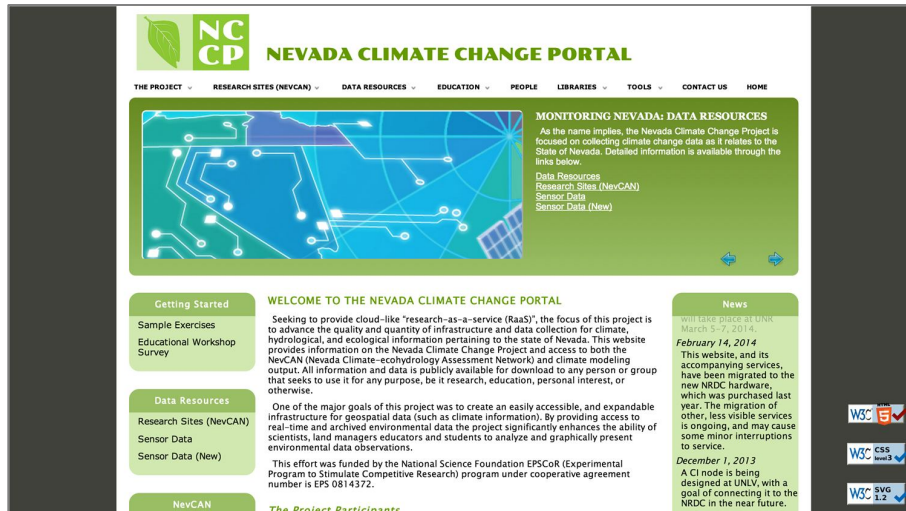 NC
CP
NEVADA CLIMATE CHANGE PORTAL
THE PROJECT
RESEARCH SITES (NEVCAN)
DATA RESOURCES
EDUCATION
PEOPLE
LIBRARIES
TOOLS
CONTACT US
HOME
MONITORING NEVADA: DATA RESOURCES
As the name implies, the Nevada Climate Change Project is
focused on collecting climate change data as it relates to the
State of Nevada. Detailed information is available through the
links below.
Data Resources
Research Sites (NevCAN)
Sensor Data
Sensor Data (New)
Getting Started
Sample Exercises
Educational Workshop
Survey
Data Resources
Research Sites (NevCAN)
Sensor Data
Sensor Data (New)
NevCAN
WELCOME TO THE NEVADA CLIMATE CHANGE PORTAL
Seeking to provide cloud-like "research-as-a-service (RaaS)", the focus of this project is
to advance the quality and quantity of infrastructure and data collection for climate,
hydrological, and ecological information pertaining to the state of Nevada. This website
provides information on the Nevada Climate Change Project and access to both the
NevCAN (Nevada Climate-ecohydrology Assessment Network) and climate modeling
output. All information and data is publicly available for download to any person or group
that seeks to use it for any purpose, be it research, education, personal interest, or
otherwise.
One of the major goals of this project was to create an easily accessible, and expandable
infrastructure for geospatial data (such as climate information). By providing access to
real-time and archived environmental data the project significantly enhances the ability of
scientists, land managers educators and students to analyze and graphically present
environmental data observations.
This effort was funded by the National Science Foundation EPSCoR (Experimental
Program to Stimulate Competitive Research) program under cooperative agreement
number is EPS 0814372.
The Project Participants
News
will take place at UNR
March 5-7, 2014.
February 14, 2014
This website, and its
accompanying services,
have been migrated to the
new NRDC hardware,
which was purchased last
year. The migration of
other, less visible services
is ongoing, and may cause
some minor interruptions
to service.
December 1, 2013
A CI node is being
designed at UNLV, with a
goal of connecting it to the
NRDC in the near future.
W3C HTML 5
W3C CSS level 3
W3C SVG 1.2